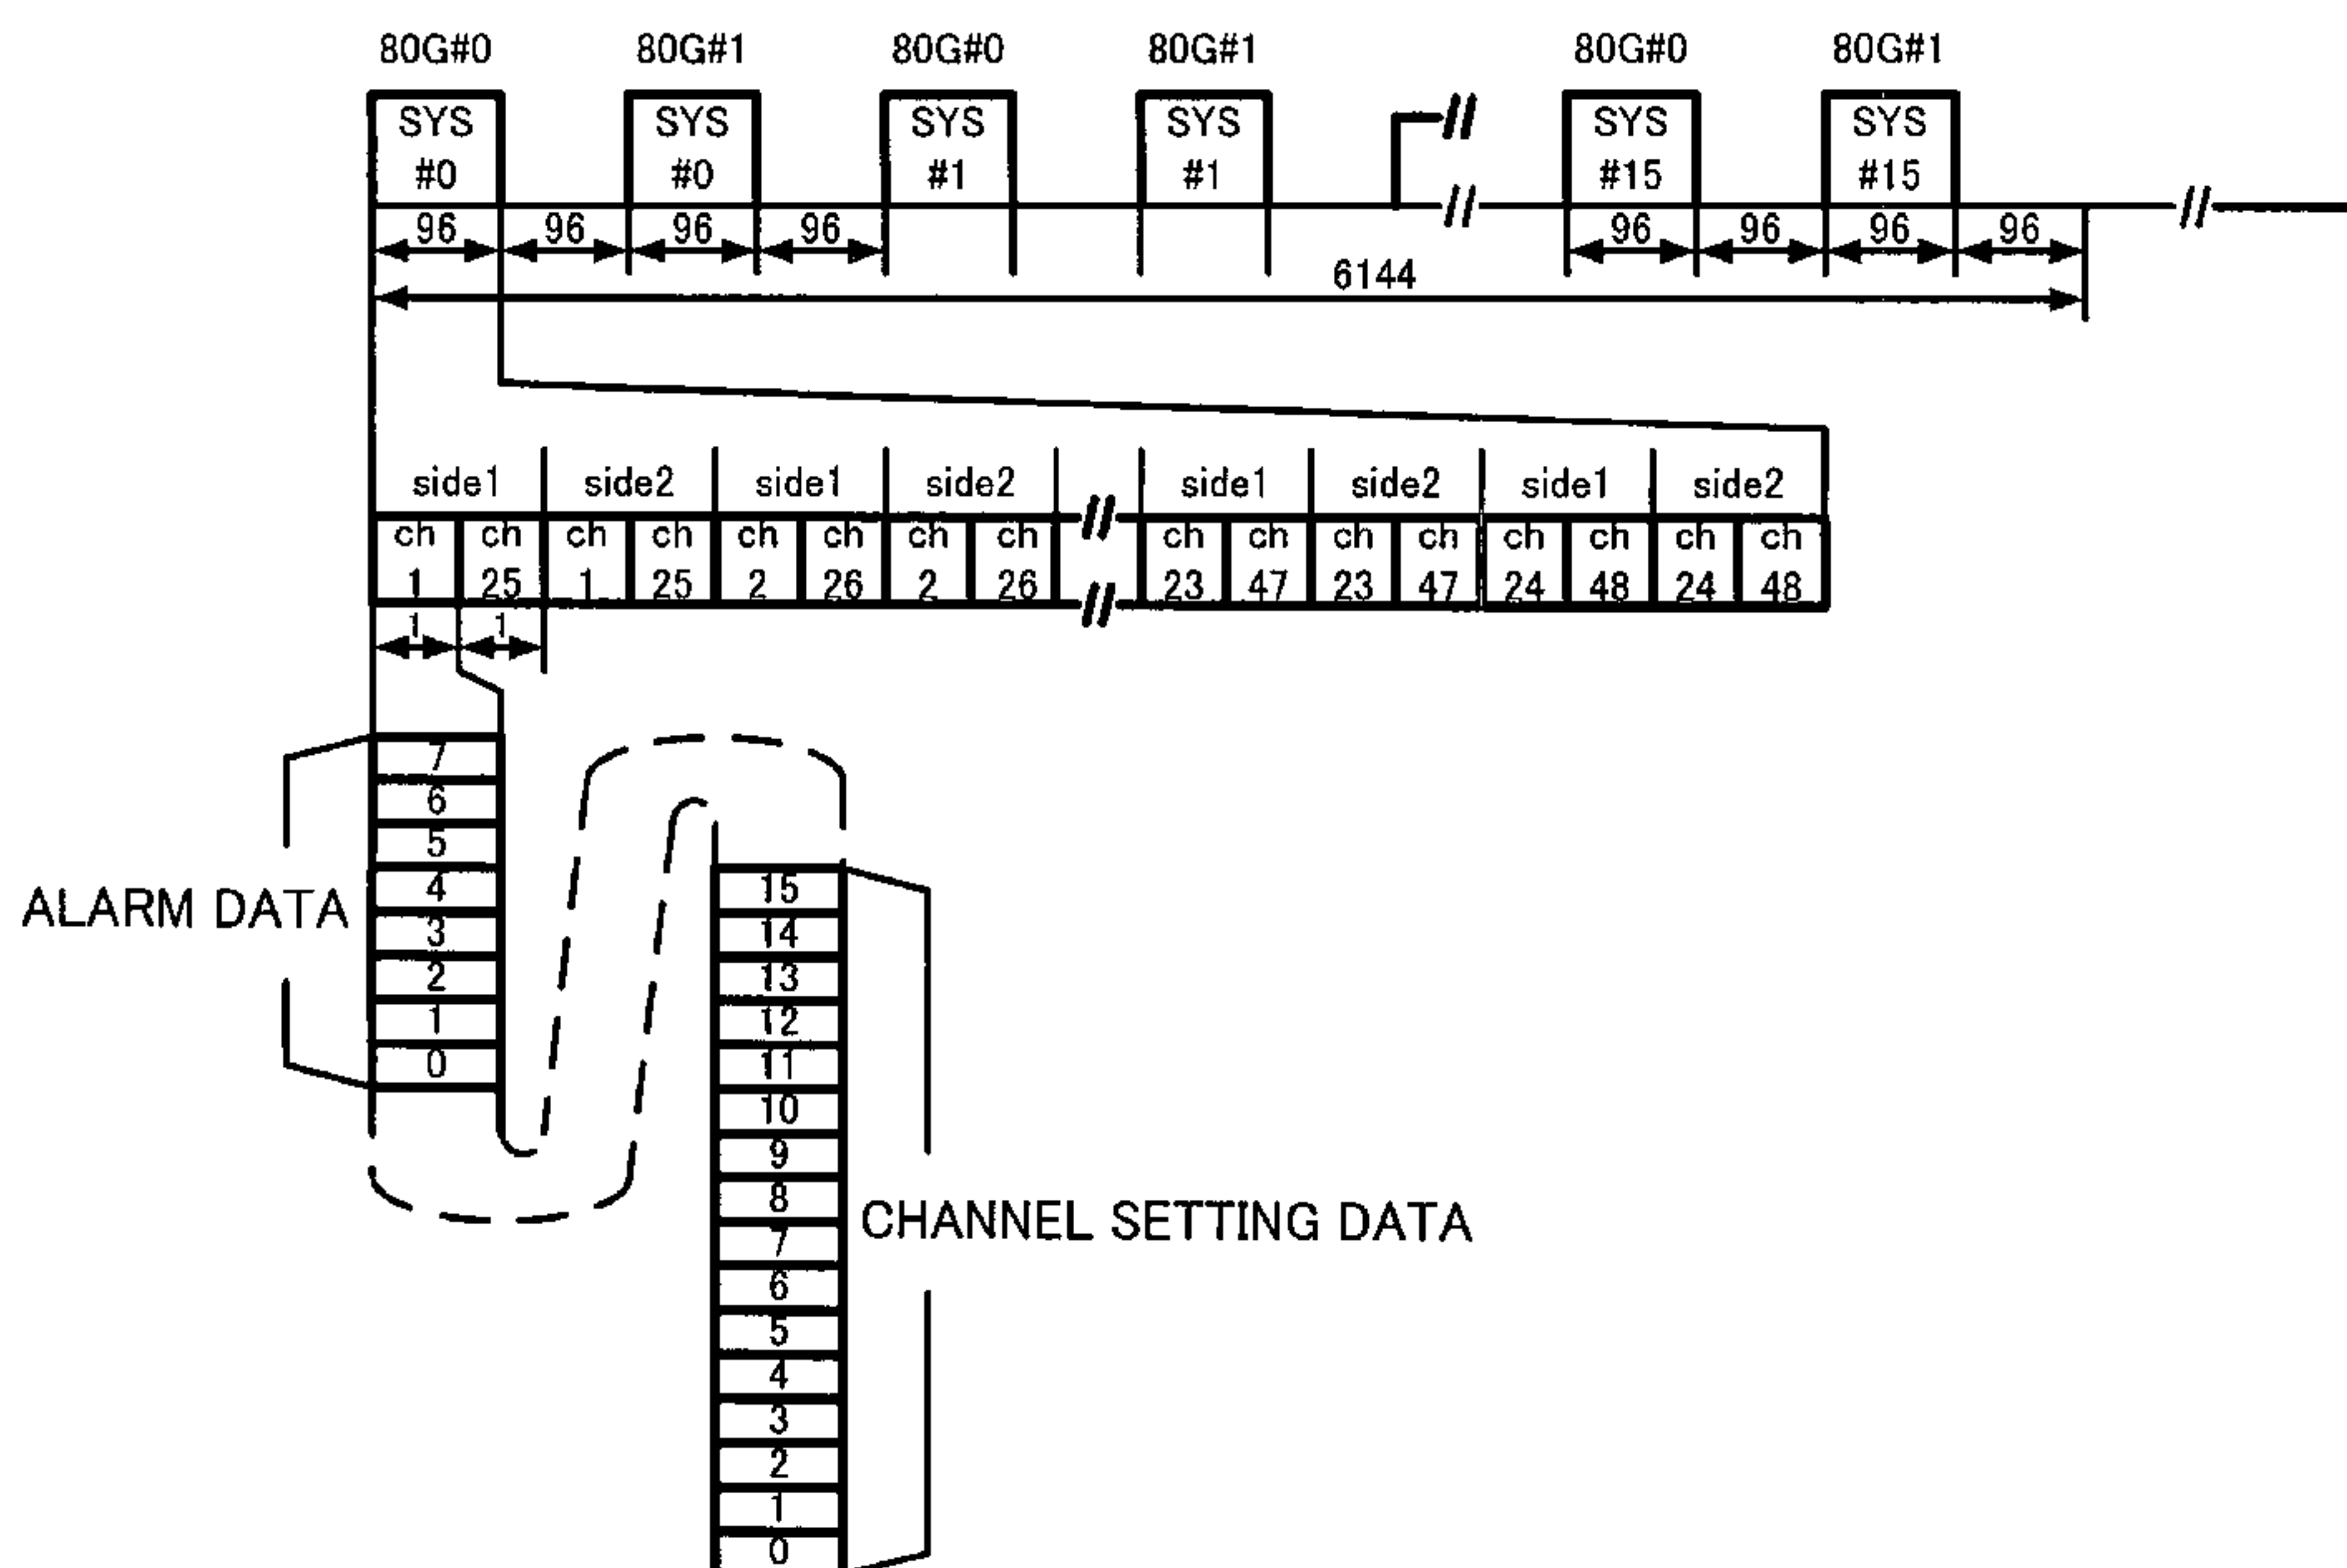 80G#0 80G#1 80G#0 80G#1 80G#0 80G#1
SYS SYS SYS SYS SYS SYS
#0 #0 #1 #1 #15 #15
96 96 96 96 96 96 96 96
6144
side1 side2 side1 side2 side1 side2 side1 side2
ch ch ch ch ch ch ch ch ch ch ch ch ch ch ch ch
1 25 1 25 2 26 2 26 23 47 23 47 24 48 24 48
1 1
7
6
5
4
3
2
1
0
ALARM DATA
15
14
13
12
11
10
9
8
7
6
5
4
3
2
1
0
CHANNEL SETTING DATA